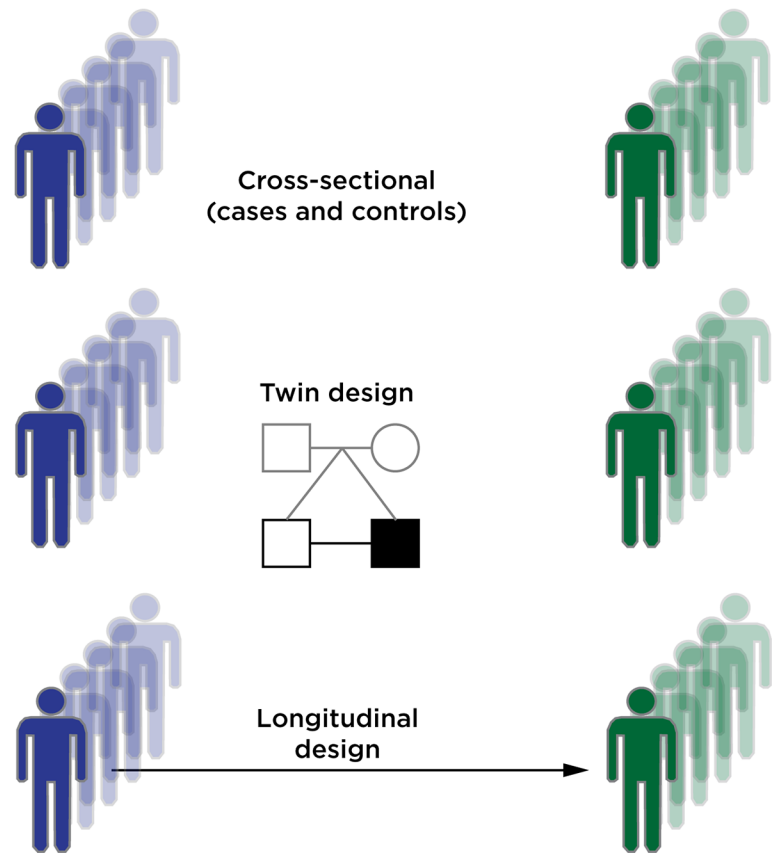 Cross-sectional
(cases and controls)
Twin design
Longitudinal
design